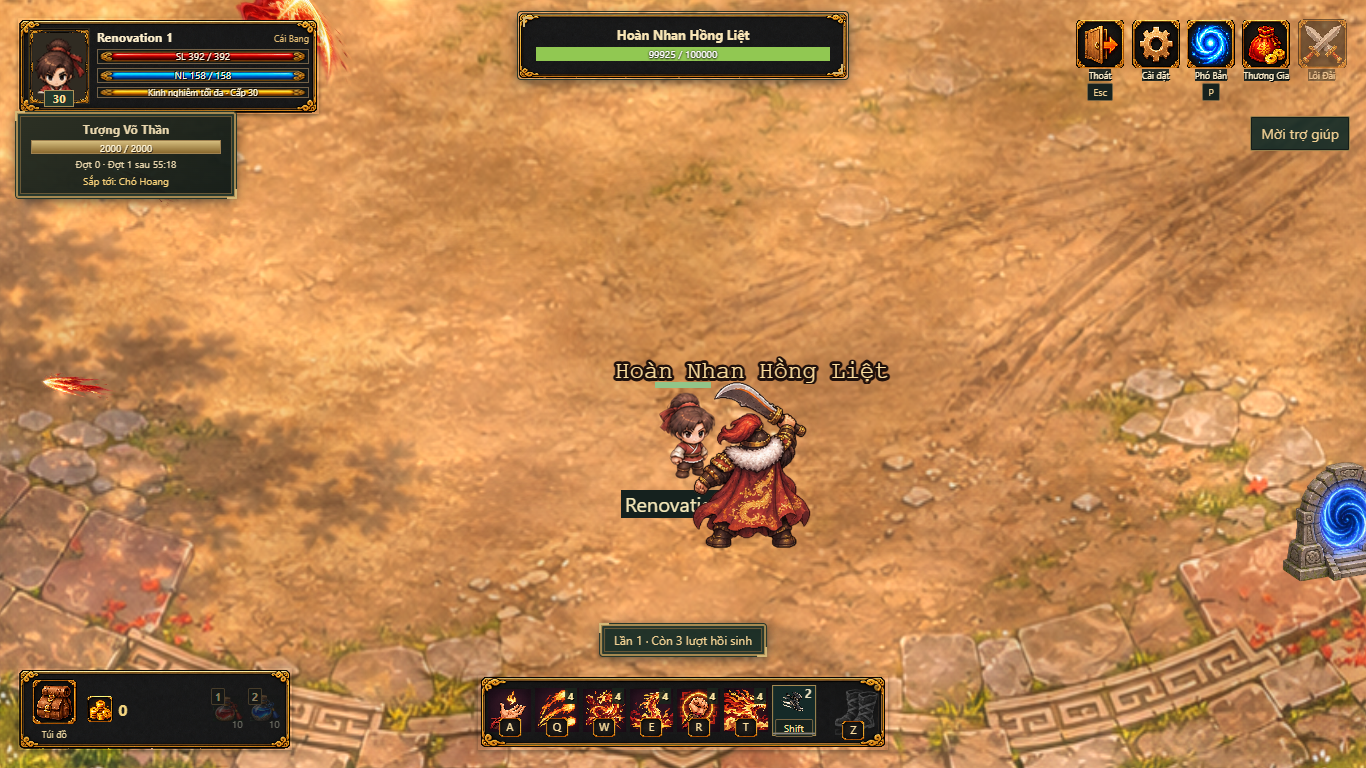 Renovation 1
Cái Bang
SL 392 / 392
NL 158 / 158
30
Kinh nghiệm tối đa · Cấp 30
Tượng Võ Thần
2000 / 2000
Đợt 0 · Đợt 1 sau 55:18
Sắp tới: Chó Hoang
Hoàn Nhan Hồng Liệt
99925 / 100000
Thoát
Cài đặt
Phó Bản
Thương Gia
Lôi Đài
Esc
P
Mời trợ giúp
Hoàn Nhan Hồng Liệt
Renovati
Lần 1 · Còn 3 lượt hồi sinh
Túi đồ
0
1
10
2
10
A
4
Q
4
W
4
E
4
R
4
T
2
Shift
Z